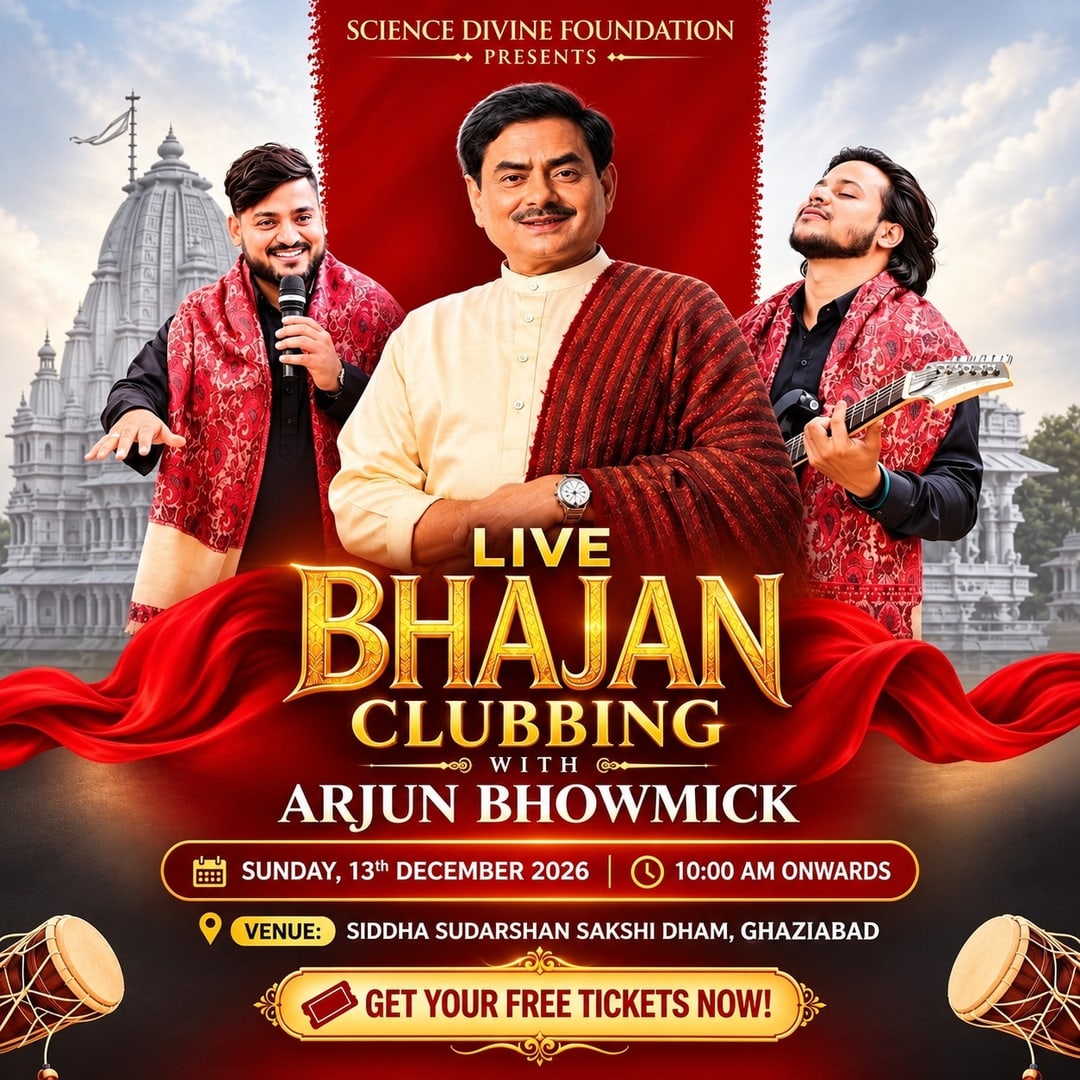 SCIENCE DIVINE FOUNDATION
PRESENTS
LIVE
BHAJAN
CLUBBING
WITH
ARJUN BHOWMICK
SUNDAY, 13th DECEMBER 2026 | 10:00 AM ONWARDS
VENUE: SIDDHA SUDARSHAN SAKSHI DHAM, GHAZIABAD
GET YOUR FREE TICKETS NOW!